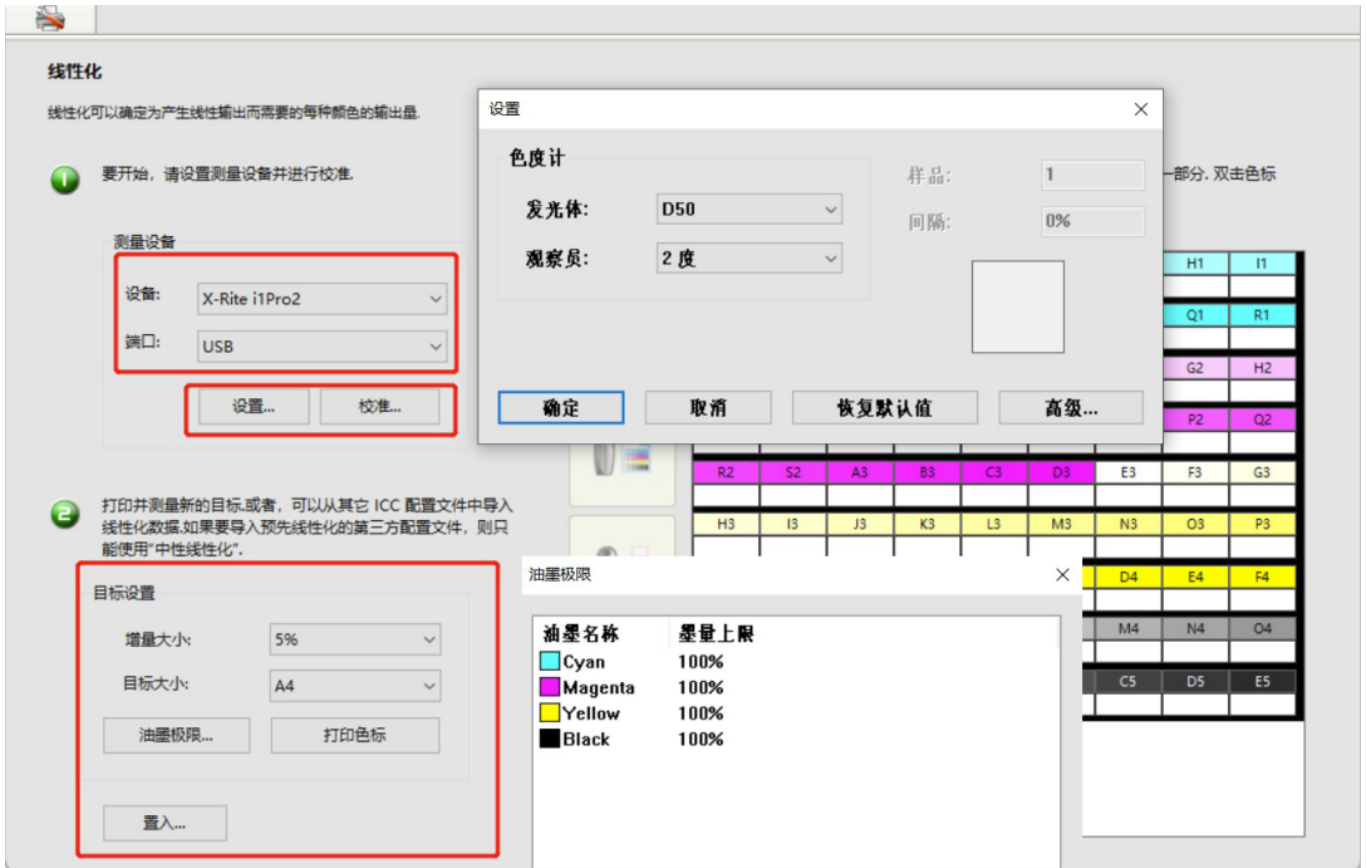 线性化
线性化可以确定为产生线性输出而需要的每种颜色的输出量.
要开始，请设置测量设备并进行校准.
测量设备
设备: X-Rite i1Pro2
端口: USB
设置... 校准...
2 打印并测量新的目标.或者，可以从其它 ICC 配置文件中导入
线性化数据.如果要导入预先线性化的第三方配置文件，则只
能使用"中性线性化".
目标设置
增量大小: 5%
目标大小: A4
油墨极限... 打印色标
置入...
设置
色度计
发光体: D50
观察员: 2 度
样品: 1
间隔: 0%
确定 取消 恢复默认值 高级...
一部分. 双击色标
H1 I1
Q1 R1
G2 H2
P2 Q2
R2 S2 A3 B3 C3 D3 E3 F3 G3
H3 I3 J3 K3 L3 M3 N3 O3 P3
D4 E4 F4
M4 N4 O4
C5 D5 E5
油墨极限
油墨名称 墨量上限
Cyan 100%
Magenta 100%
Yellow 100%
Black 100%